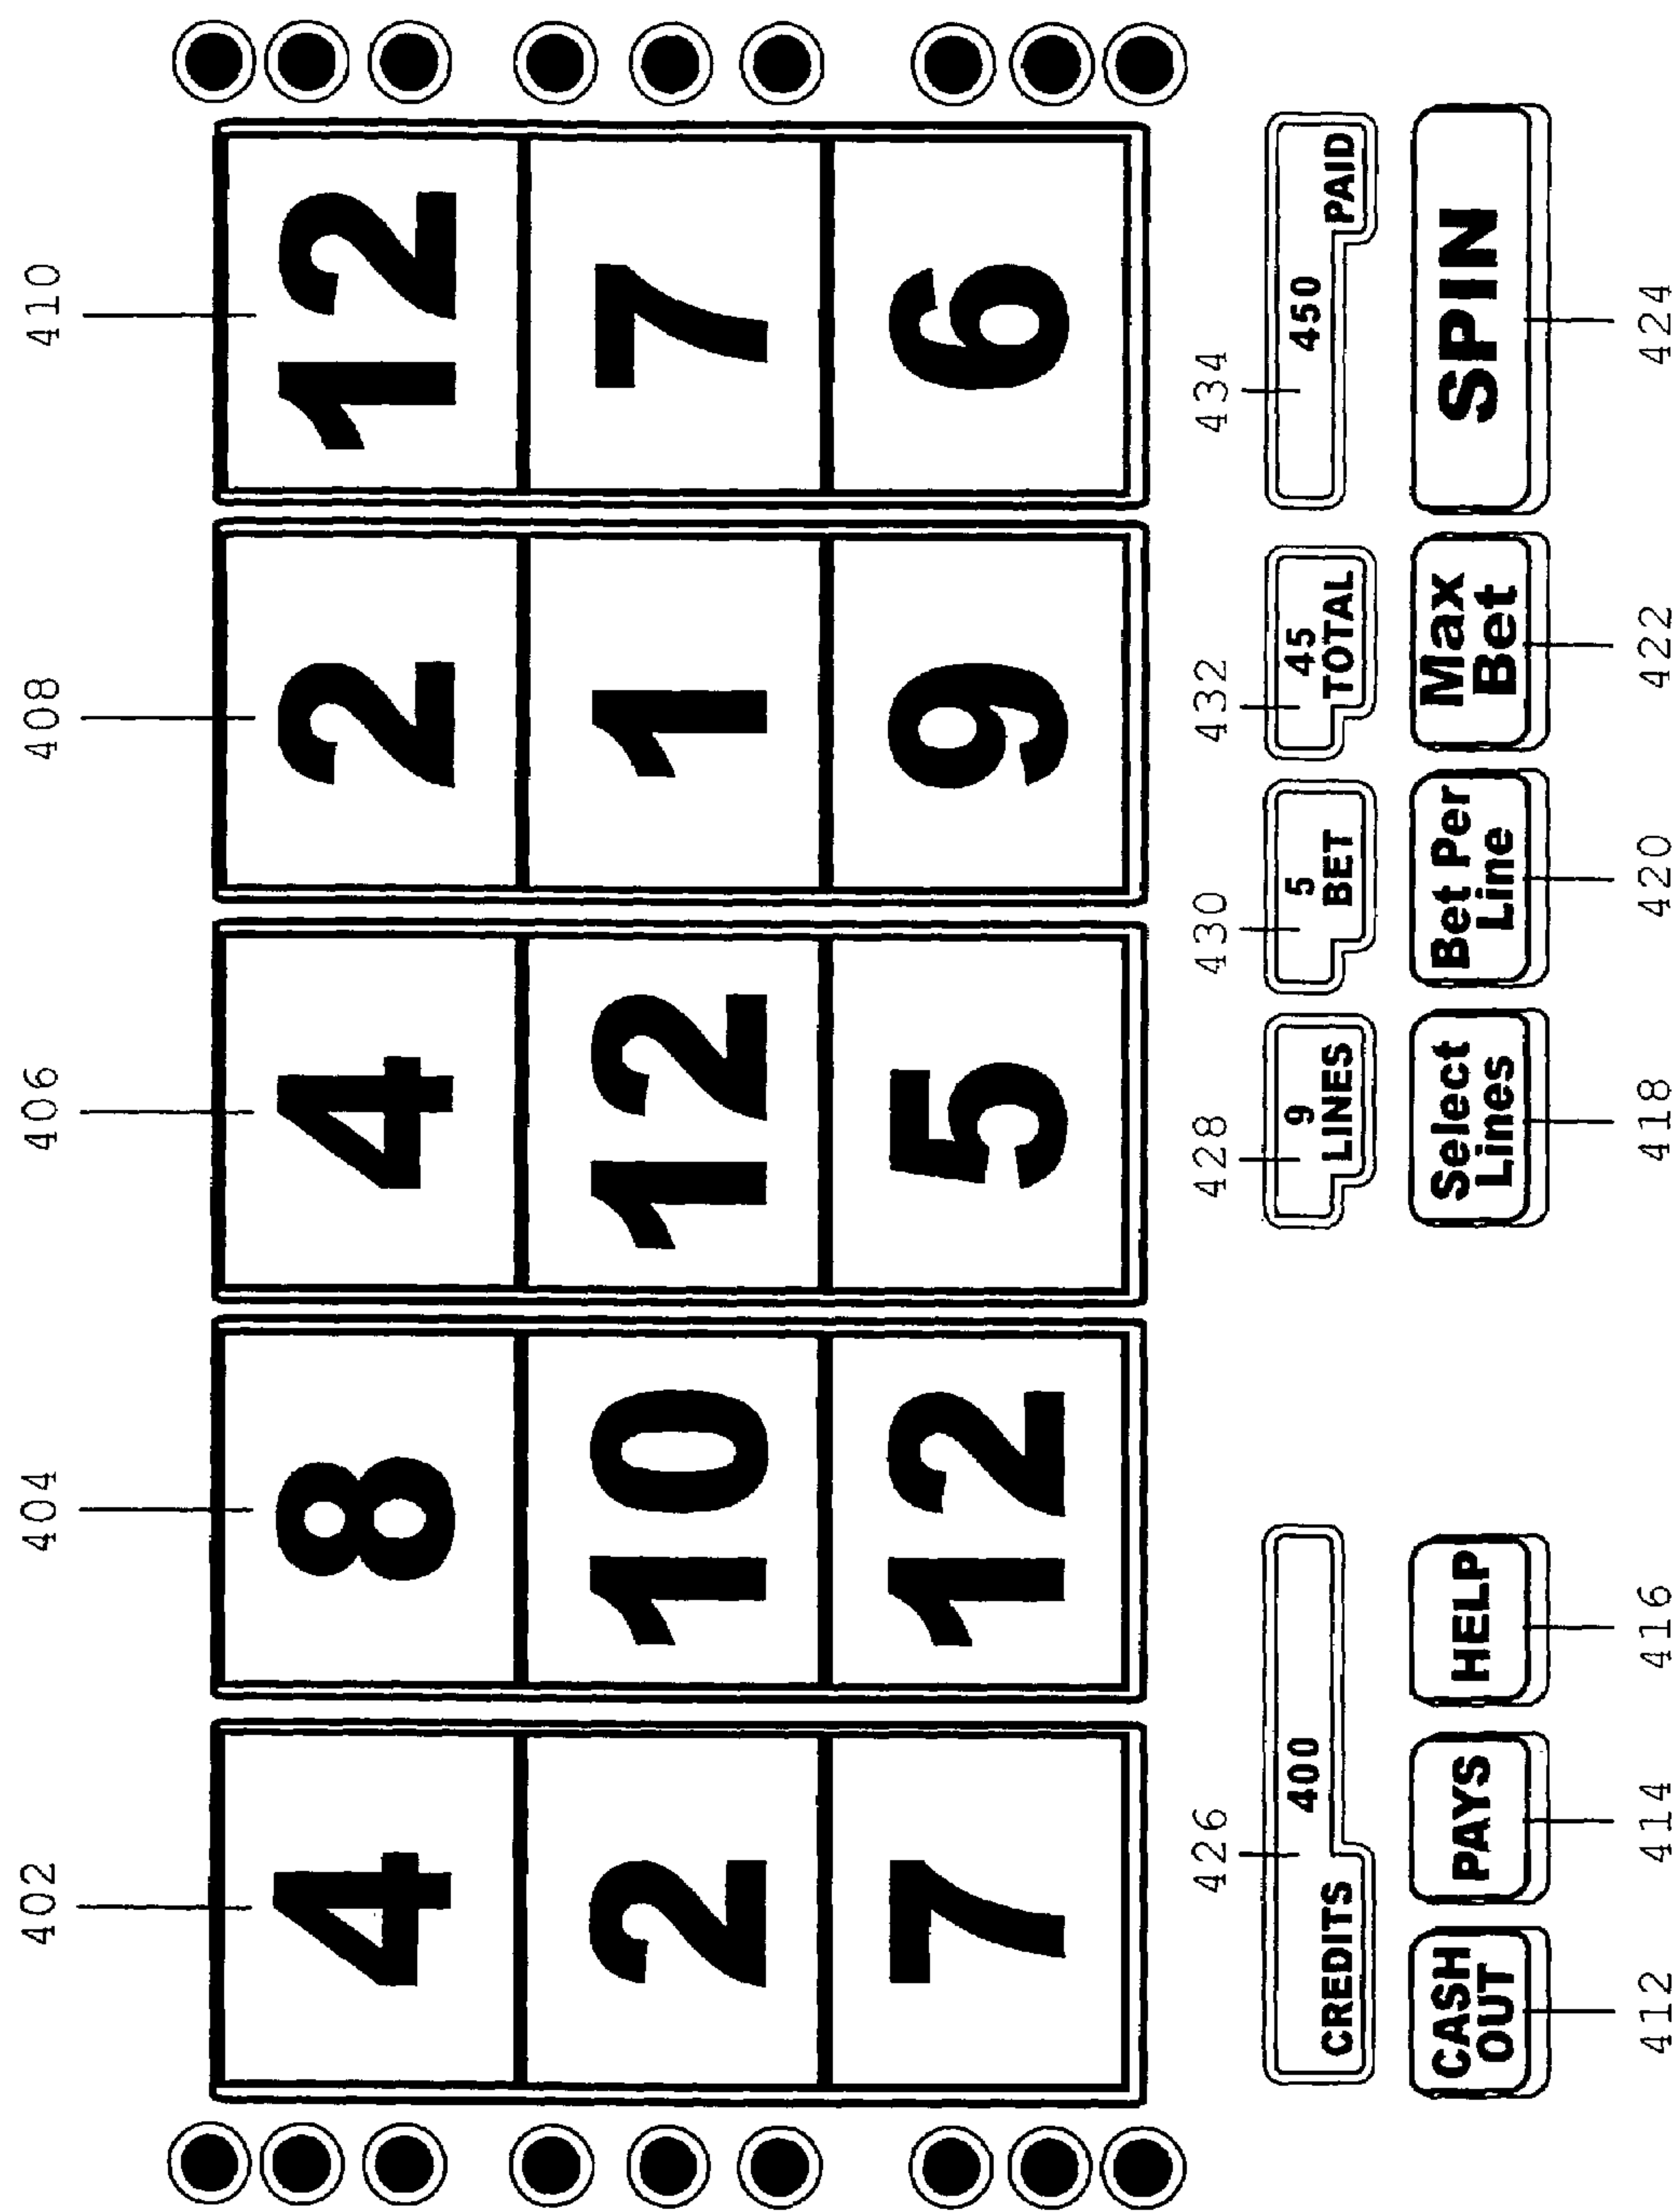 402 404 406 408 410
4 8 4 2 12
2 10 12 1 7
7 12 5 9 6
426 428 430 432 434
400 9 5 45 450
CREDITS LINES BET TOTAL PAID
CASH OUT
PAYS
HELP
Select Lines
Bet Per Line
Max Bet
SPIN
412 414 416 418 420 422 424